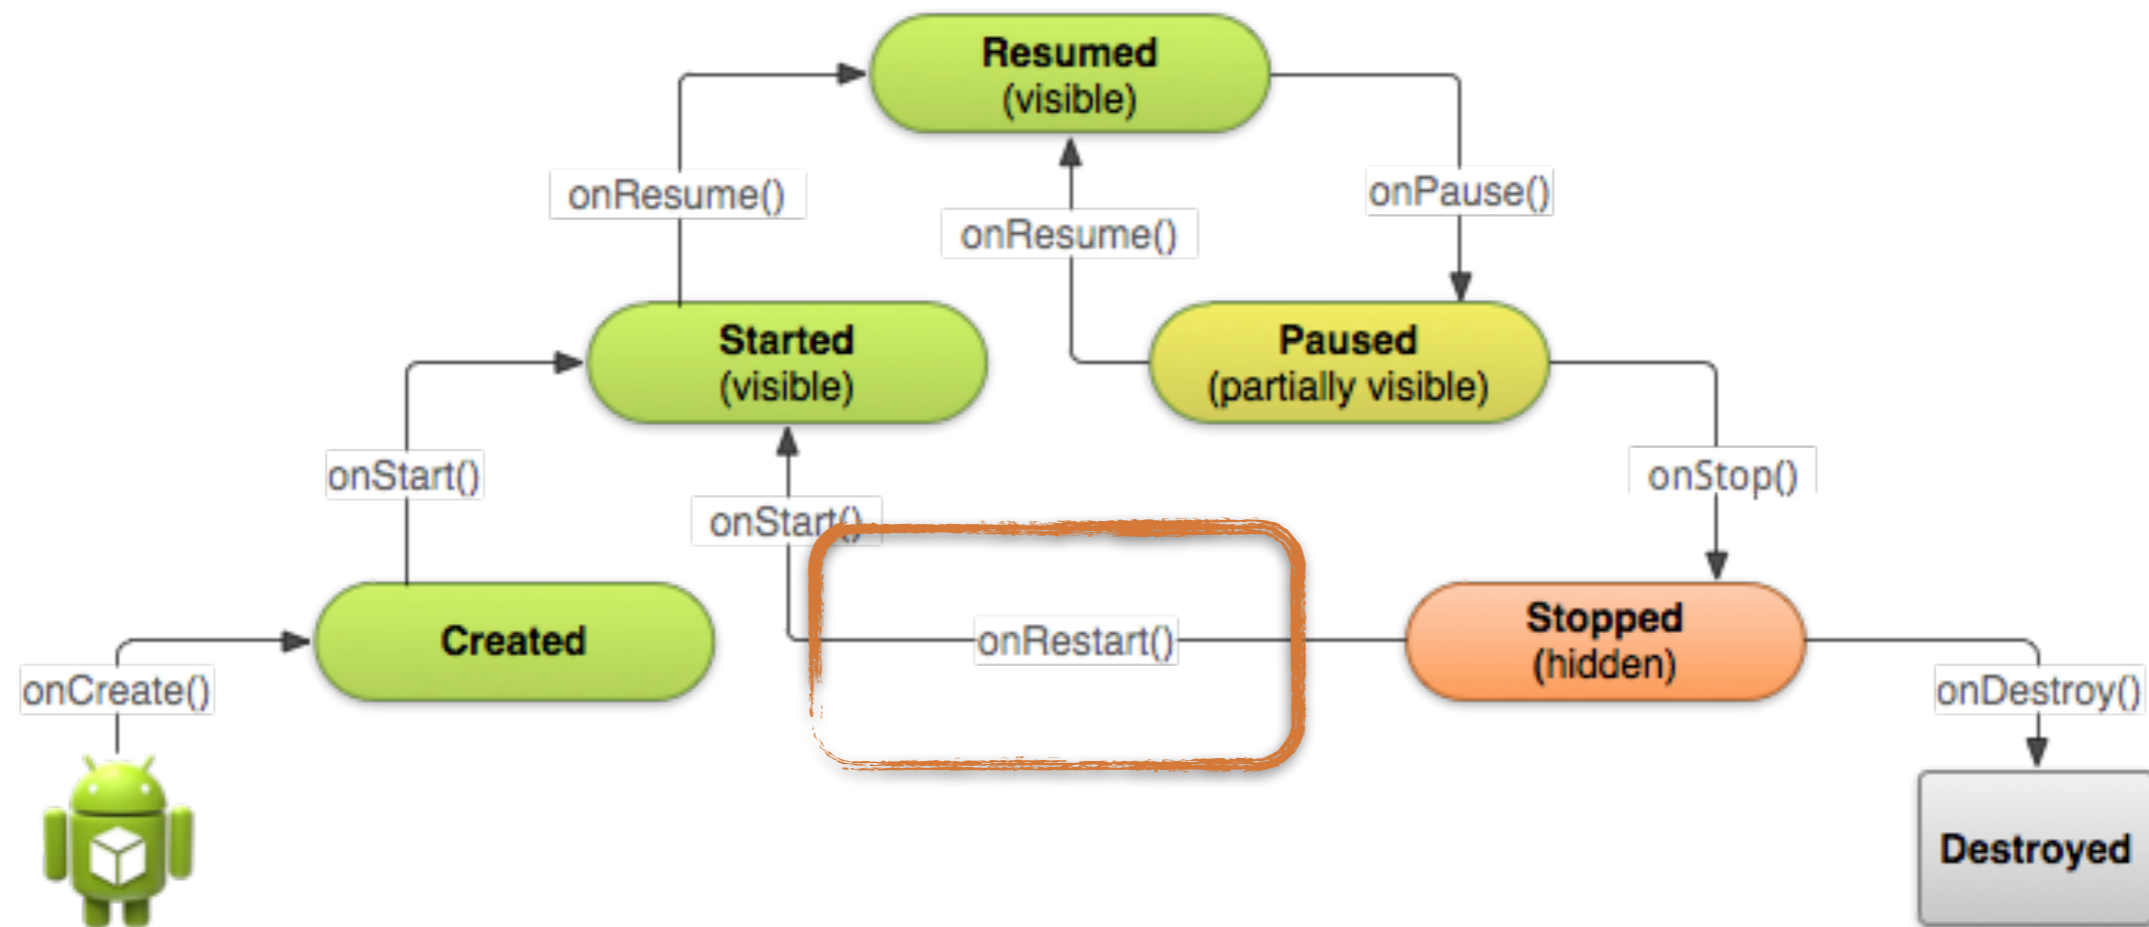 Resumed
(visible)
onResume()
onPause()
onResume()
Started
(visible)
Paused
(partially visible)
onStart()
onStop()
onStart()
Created
onRestart()
Stopped
(hidden)
onCreate()
onDestroy()
Destroyed